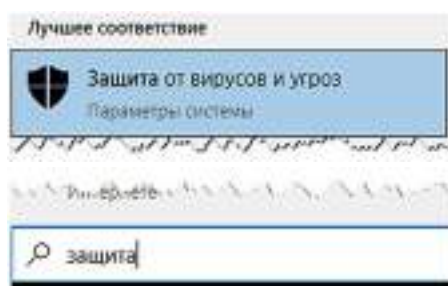 Лучшее соответствие
Защита от вирусов и угроз
Параметры системы
защита